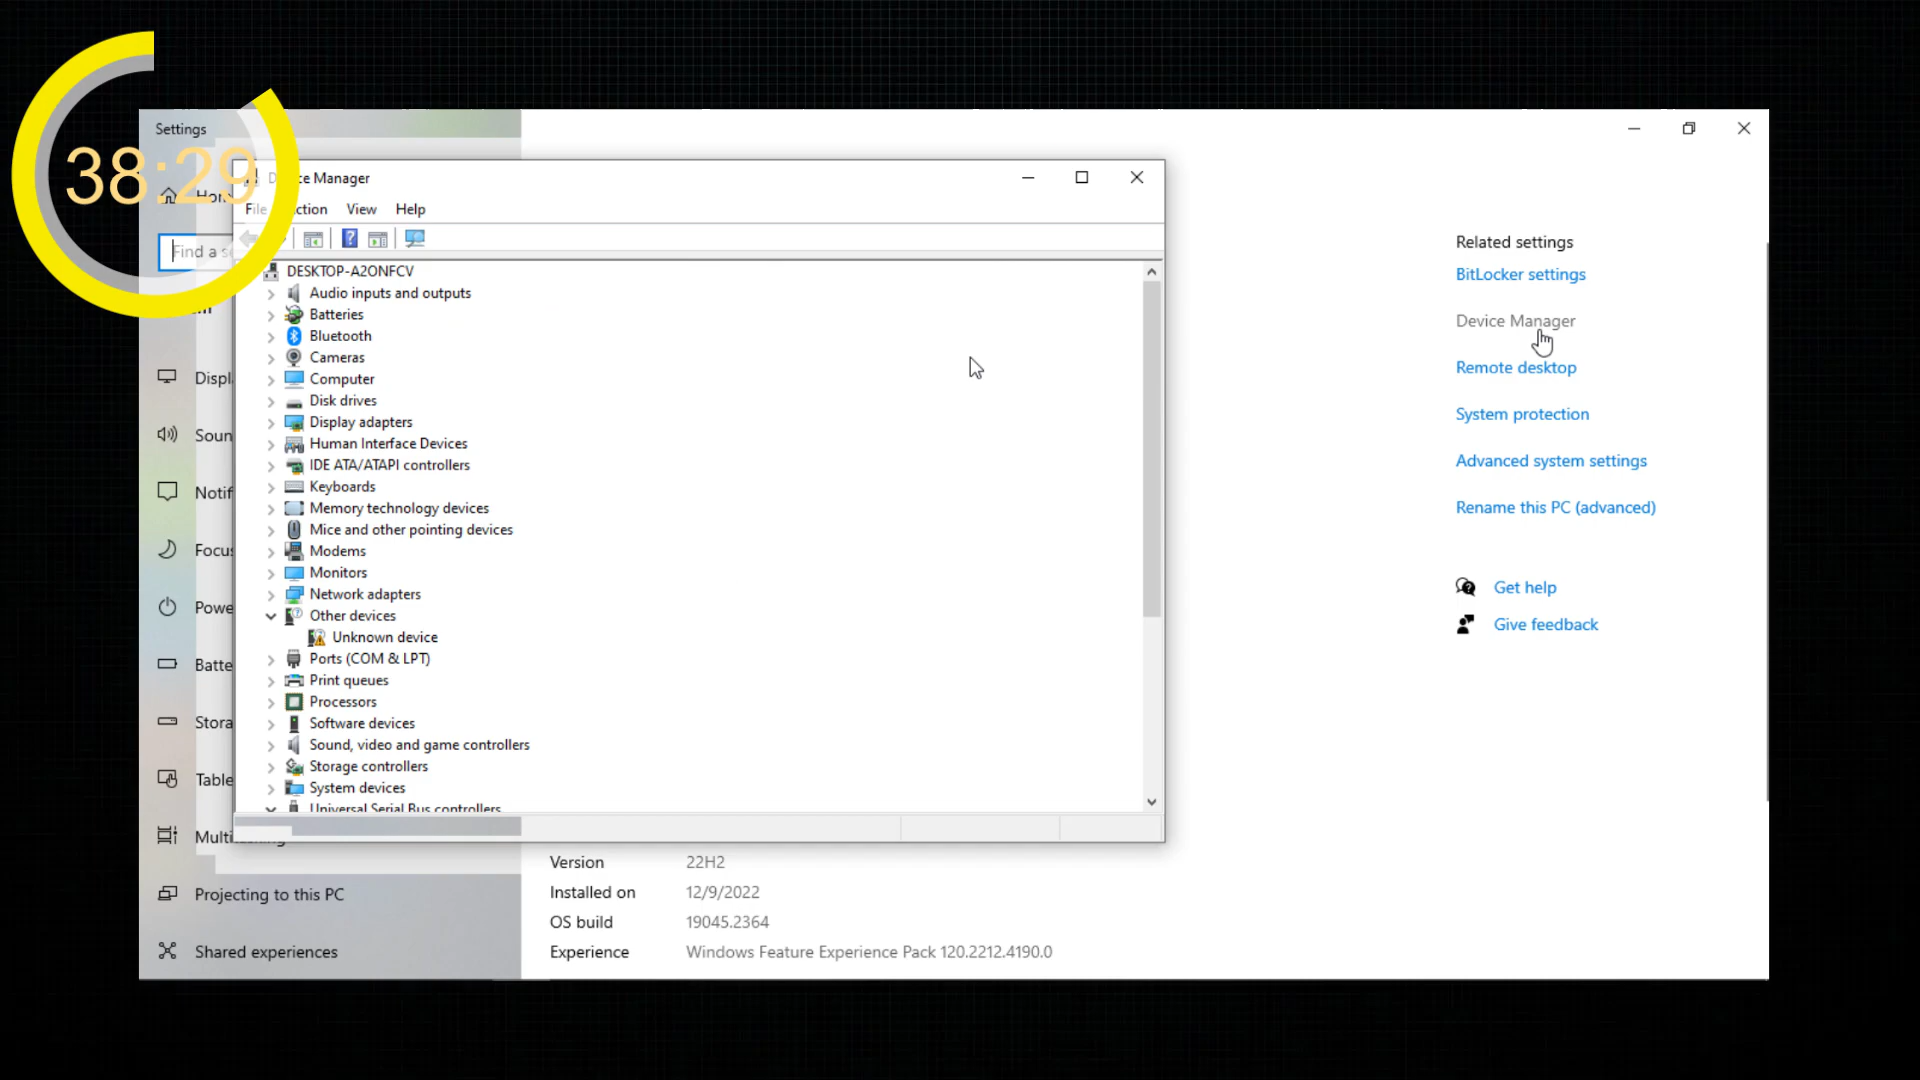 Settings
38:29
Device Manager
Home
File Action View Help
Find a se
DESKTOP-A2ONFCV
Audio inputs and outputs
Batteries
Bluetooth
Cameras
Computer
Disk drives
Display adapters
Human Interface Devices
IDE ATA/ATAPI controllers
Keyboards
Memory technology devices
Mice and other pointing devices
Modems
Monitors
Network adapters
Other devices
Unknown device
Ports (COM & LPT)
Print queues
Processors
Software devices
Sound, video and game controllers
Storage controllers
System devices
Universal Serial Bus controllers
Displ
Soun
Notif
Focus
Powe
Batte
Stora
Table
Multitasking
Projecting to this PC
Shared experiences
Version 22H2
Installed on 12/9/2022
OS build 19045.2364
Experience Windows Feature Experience Pack 120.2212.4190.0
Related settings
BitLocker settings
Device Manager
Remote desktop
System protection
Advanced system settings
Rename this PC (advanced)
Get help
Give feedback